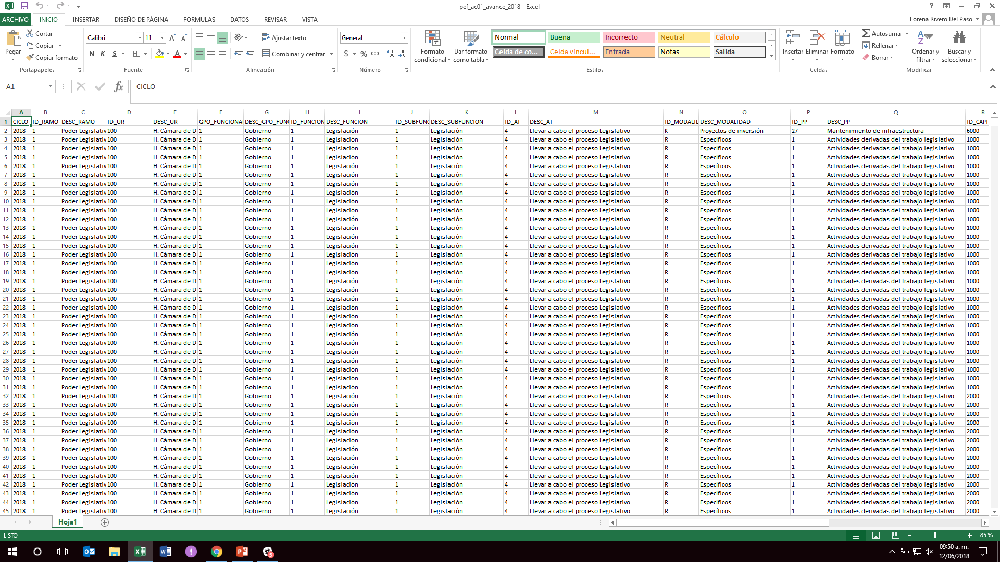 pef_ac01_avance_2018 - Excel
ARCHIVO INICIO INSERTAR DISEÑO DE PÁGINA FÓRMULAS DATOS REVISAR VISTA Lorena Rivero Del Paso
Pegar Cortar Copiar Copiar formato Portapapeles
Calibri 11 N K S Fuente
Ajustar texto Combinar y centrar Alineación
General $ % 000 Número
Formato condicional Dar formato como tabla
Normal Buena Incorrecto Neutral Cálculo
Celda de co... Celda vincul... Entrada Notas Salida
Estilos
Insertar Eliminar Formato Celdas
Autosuma Rellenar Borrar Ordenar y filtrar Buscar y seleccionar Modificar
A1 fx CICLO
A B C D E F G H I J K L M N O P Q R
1 CICLO ID_RAMO DESC_RAMO ID_UR DESC_UR GPO_FUNCIONAL DESC_GPO_FUNC ID_FUNCION DESC_FUNCION ID_SUBFUNC DESC_SUBFUNCION ID_AI DESC_AI ID_MODALID DESC_MODALIDAD ID_PP DESC_PP ID_CAPI
2 2018 1 Poder Legislativ 100 H. Cámara de Di 1 Gobierno 1 Legislación 1 Legislación 4 Llevar a cabo el proceso Legislativo K Proyectos de inversión 27 Mantenimiento de infraestructura 6000
3 2018 1 Poder Legislativ 100 H. Cámara de Di 1 Gobierno 1 Legislación 1 Legislación 4 Llevar a cabo el proceso Legislativo R Específicos 1 Actividades derivadas del trabajo legislativo 1000
4 2018 1 Poder Legislativ 100 H. Cámara de Di 1 Gobierno 1 Legislación 1 Legislación 4 Llevar a cabo el proceso Legislativo R Específicos 1 Actividades derivadas del trabajo legislativo 1000
5 2018 1 Poder Legislativ 100 H. Cámara de Di 1 Gobierno 1 Legislación 1 Legislación 4 Llevar a cabo el proceso Legislativo R Específicos 1 Actividades derivadas del trabajo legislativo 1000
6 2018 1 Poder Legislativ 100 H. Cámara de Di 1 Gobierno 1 Legislación 1 Legislación 4 Llevar a cabo el proceso Legislativo R Específicos 1 Actividades derivadas del trabajo legislativo 1000
7 2018 1 Poder Legislativ 100 H. Cámara de Di 1 Gobierno 1 Legislación 1 Legislación 4 Llevar a cabo el proceso Legislativo R Específicos 1 Actividades derivadas del trabajo legislativo 1000
8 2018 1 Poder Legislativ 100 H. Cámara de Di 1 Gobierno 1 Legislación 1 Legislación 4 Llevar a cabo el proceso Legislativo R Específicos 1 Actividades derivadas del trabajo legislativo 1000
9 2018 1 Poder Legislativ 100 H. Cámara de Di 1 Gobierno 1 Legislación 1 Legislación 4 Llevar a cabo el proceso Legislativo R Específicos 1 Actividades derivadas del trabajo legislativo 1000
10 2018 1 Poder Legislativ 100 H. Cámara de Di 1 Gobierno 1 Legislación 1 Legislación 4 Llevar a cabo el proceso Legislativo R Específicos 1 Actividades derivadas del trabajo legislativo 1000
11 2018 1 Poder Legislativ 100 H. Cámara de Di 1 Gobierno 1 Legislación 1 Legislación 4 Llevar a cabo el proceso Legislativo R Específicos 1 Actividades derivadas del trabajo legislativo 1000
12 2018 1 Poder Legislativ 100 H. Cámara de Di 1 Gobierno 1 Legislación 1 Legislación 4 Llevar a cabo el proceso Legislativo R Específicos 1 Actividades derivadas del trabajo legislativo 1000
13 2018 1 Poder Legislativ 100 H. Cámara de Di 1 Gobierno 1 Legislación 1 Legislación 4 Llevar a cabo el proceso Legislativo R Específicos 1 Actividades derivadas del trabajo legislativo 1000
14 2018 1 Poder Legislativ 100 H. Cámara de Di 1 Gobierno 1 Legislación 1 Legislación 4 Llevar a cabo el proceso Legislativo R Específicos 1 Actividades derivadas del trabajo legislativo 1000
15 2018 1 Poder Legislativ 100 H. Cámara de Di 1 Gobierno 1 Legislación 1 Legislación 4 Llevar a cabo el proceso Legislativo R Específicos 1 Actividades derivadas del trabajo legislativo 1000
16 2018 1 Poder Legislativ 100 H. Cámara de Di 1 Gobierno 1 Legislación 1 Legislación 4 Llevar a cabo el proceso Legislativo R Específicos 1 Actividades derivadas del trabajo legislativo 1000
17 2018 1 Poder Legislativ 100 H. Cámara de Di 1 Gobierno 1 Legislación 1 Legislación 4 Llevar a cabo el proceso Legislativo R Específicos 1 Actividades derivadas del trabajo legislativo 1000
18 2018 1 Poder Legislativ 100 H. Cámara de Di 1 Gobierno 1 Legislación 1 Legislación 4 Llevar a cabo el proceso Legislativo R Específicos 1 Actividades derivadas del trabajo legislativo 1000
19 2018 1 Poder Legislativ 100 H. Cámara de Di 1 Gobierno 1 Legislación 1 Legislación 4 Llevar a cabo el proceso Legislativo R Específicos 1 Actividades derivadas del trabajo legislativo 1000
20 2018 1 Poder Legislativ 100 H. Cámara de Di 1 Gobierno 1 Legislación 1 Legislación 4 Llevar a cabo el proceso Legislativo R Específicos 1 Actividades derivadas del trabajo legislativo 1000
21 2018 1 Poder Legislativ 100 H. Cámara de Di 1 Gobierno 1 Legislación 1 Legislación 4 Llevar a cabo el proceso Legislativo R Específicos 1 Actividades derivadas del trabajo legislativo 1000
22 2018 1 Poder Legislativ 100 H. Cámara de Di 1 Gobierno 1 Legislación 1 Legislación 4 Llevar a cabo el proceso Legislativo R Específicos 1 Actividades derivadas del trabajo legislativo 1000
23 2018 1 Poder Legislativ 100 H. Cámara de Di 1 Gobierno 1 Legislación 1 Legislación 4 Llevar a cabo el proceso Legislativo R Específicos 1 Actividades derivadas del trabajo legislativo 1000
24 2018 1 Poder Legislativ 100 H. Cámara de Di 1 Gobierno 1 Legislación 1 Legislación 4 Llevar a cabo el proceso Legislativo R Específicos 1 Actividades derivadas del trabajo legislativo 1000
25 2018 1 Poder Legislativ 100 H. Cámara de Di 1 Gobierno 1 Legislación 1 Legislación 4 Llevar a cabo el proceso Legislativo R Específicos 1 Actividades derivadas del trabajo legislativo 1000
26 2018 1 Poder Legislativ 100 H. Cámara de Di 1 Gobierno 1 Legislación 1 Legislación 4 Llevar a cabo el proceso Legislativo R Específicos 1 Actividades derivadas del trabajo legislativo 1000
27 2018 1 Poder Legislativ 100 H. Cámara de Di 1 Gobierno 1 Legislación 1 Legislación 4 Llevar a cabo el proceso Legislativo R Específicos 1 Actividades derivadas del trabajo legislativo 1000
28 2018 1 Poder Legislativ 100 H. Cámara de Di 1 Gobierno 1 Legislación 1 Legislación 4 Llevar a cabo el proceso Legislativo R Específicos 1 Actividades derivadas del trabajo legislativo 1000
29 2018 1 Poder Legislativ 100 H. Cámara de Di 1 Gobierno 1 Legislación 1 Legislación 4 Llevar a cabo el proceso Legislativo R Específicos 1 Actividades derivadas del trabajo legislativo 1000
30 2018 1 Poder Legislativ 100 H. Cámara de Di 1 Gobierno 1 Legislación 1 Legislación 4 Llevar a cabo el proceso Legislativo R Específicos 1 Actividades derivadas del trabajo legislativo 1000
31 2018 1 Poder Legislativ 100 H. Cámara de Di 1 Gobierno 1 Legislación 1 Legislación 4 Llevar a cabo el proceso Legislativo R Específicos 1 Actividades derivadas del trabajo legislativo 1000
32 2018 1 Poder Legislativ 100 H. Cámara de Di 1 Gobierno 1 Legislación 1 Legislación 4 Llevar a cabo el proceso Legislativo R Específicos 1 Actividades derivadas del trabajo legislativo 2000
33 2018 1 Poder Legislativ 100 H. Cámara de Di 1 Gobierno 1 Legislación 1 Legislación 4 Llevar a cabo el proceso Legislativo R Específicos 1 Actividades derivadas del trabajo legislativo 2000
34 2018 1 Poder Legislativ 100 H. Cámara de Di 1 Gobierno 1 Legislación 1 Legislación 4 Llevar a cabo el proceso Legislativo R Específicos 1 Actividades derivadas del trabajo legislativo 2000
35 2018 1 Poder Legislativ 100 H. Cámara de Di 1 Gobierno 1 Legislación 1 Legislación 4 Llevar a cabo el proceso Legislativo R Específicos 1 Actividades derivadas del trabajo legislativo 2000
36 2018 1 Poder Legislativ 100 H. Cámara de Di 1 Gobierno 1 Legislación 1 Legislación 4 Llevar a cabo el proceso Legislativo R Específicos 1 Actividades derivadas del trabajo legislativo 2000
37 2018 1 Poder Legislativ 100 H. Cámara de Di 1 Gobierno 1 Legislación 1 Legislación 4 Llevar a cabo el proceso Legislativo R Específicos 1 Actividades derivadas del trabajo legislativo 2000
38 2018 1 Poder Legislativ 100 H. Cámara de Di 1 Gobierno 1 Legislación 1 Legislación 4 Llevar a cabo el proceso Legislativo R Específicos 1 Actividades derivadas del trabajo legislativo 2000
39 2018 1 Poder Legislativ 100 H. Cámara de Di 1 Gobierno 1 Legislación 1 Legislación 4 Llevar a cabo el proceso Legislativo R Específicos 1 Actividades derivadas del trabajo legislativo 2000
40 2018 1 Poder Legislativ 100 H. Cámara de Di 1 Gobierno 1 Legislación 1 Legislación 4 Llevar a cabo el proceso Legislativo R Específicos 1 Actividades derivadas del trabajo legislativo 2000
41 2018 1 Poder Legislativ 100 H. Cámara de Di 1 Gobierno 1 Legislación 1 Legislación 4 Llevar a cabo el proceso Legislativo R Específicos 1 Actividades derivadas del trabajo legislativo 2000
42 2018 1 Poder Legislativ 100 H. Cámara de Di 1 Gobierno 1 Legislación 1 Legislación 4 Llevar a cabo el proceso Legislativo R Específicos 1 Actividades derivadas del trabajo legislativo 2000
43 2018 1 Poder Legislativ 100 H. Cámara de Di 1 Gobierno 1 Legislación 1 Legislación 4 Llevar a cabo el proceso Legislativo R Específicos 1 Actividades derivadas del trabajo legislativo 2000
44 2018 1 Poder Legislativ 100 H. Cámara de Di 1 Gobierno 1 Legislación 1 Legislación 4 Llevar a cabo el proceso Legislativo R Específicos 1 Actividades derivadas del trabajo legislativo 2000
45 2018 1 Poder Legislativ 100 H. Cámara de Di 1 Gobierno 1 Legislación 1 Legislación 4 Llevar a cabo el proceso Legislativo R Específicos 1 Actividades derivadas del trabajo legislativo 2000
Hoja1
LISTO 85 %
09:50 a. m.
12/06/2018